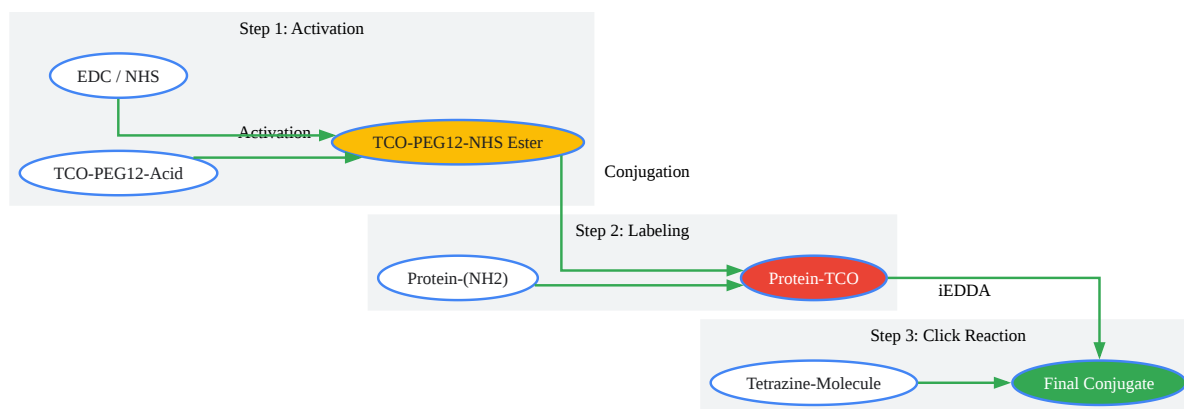 Step 1: Activation
EDC / NHS
Activation
TCO-PEG12-NHS Ester
TCO-PEG12-Acid
Conjugation
Step 2: Labeling
Protein-(NH2)
Protein-TCO
iEDDA
Step 3: Click Reaction
Tetrazine-Molecule
Final Conjugate